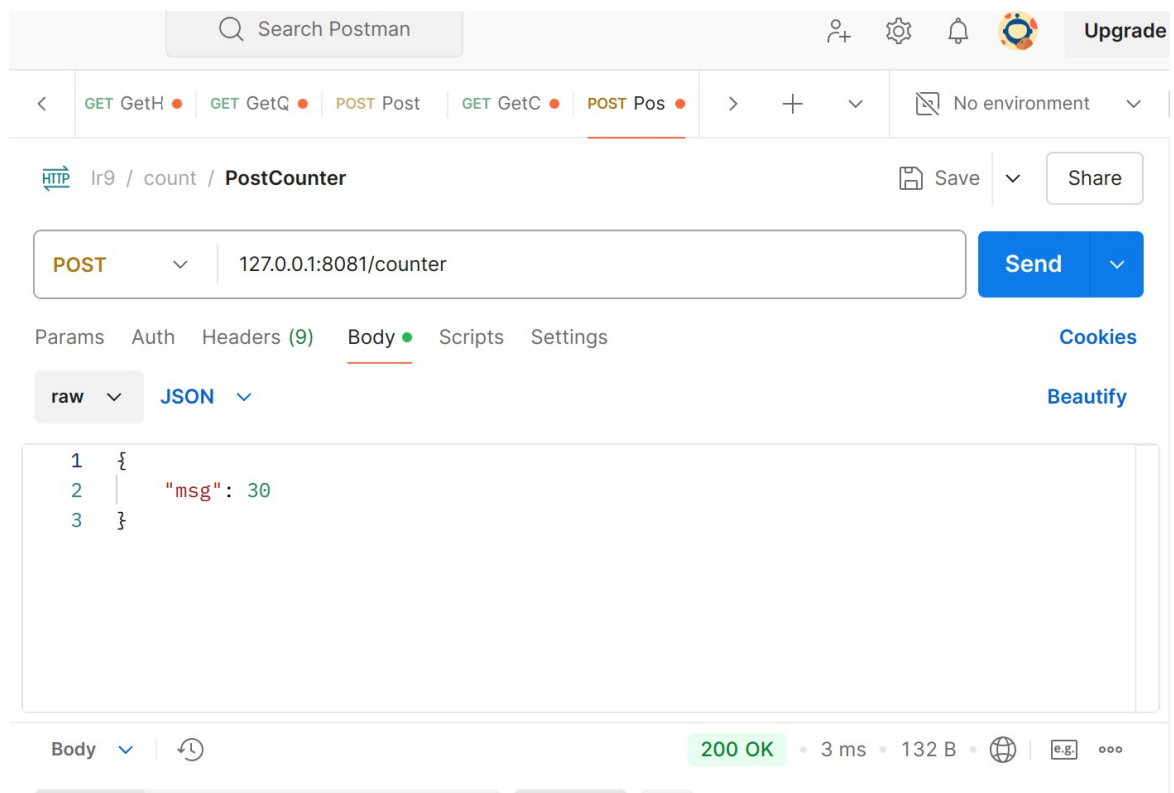 Search Postman
Upgrade
GET GetH GET GetQ POST Post GET GetC POST Pos No environment
HTTP lr9 / count / PostCounter Save Share
POST 127.0.0.1:8081/counter Send
Params Auth Headers (9) Body Scripts Settings Cookies
raw JSON Beautify
1 {
2 "msg": 30
3 }
Body 200 OK 3 ms 132 B e.g.